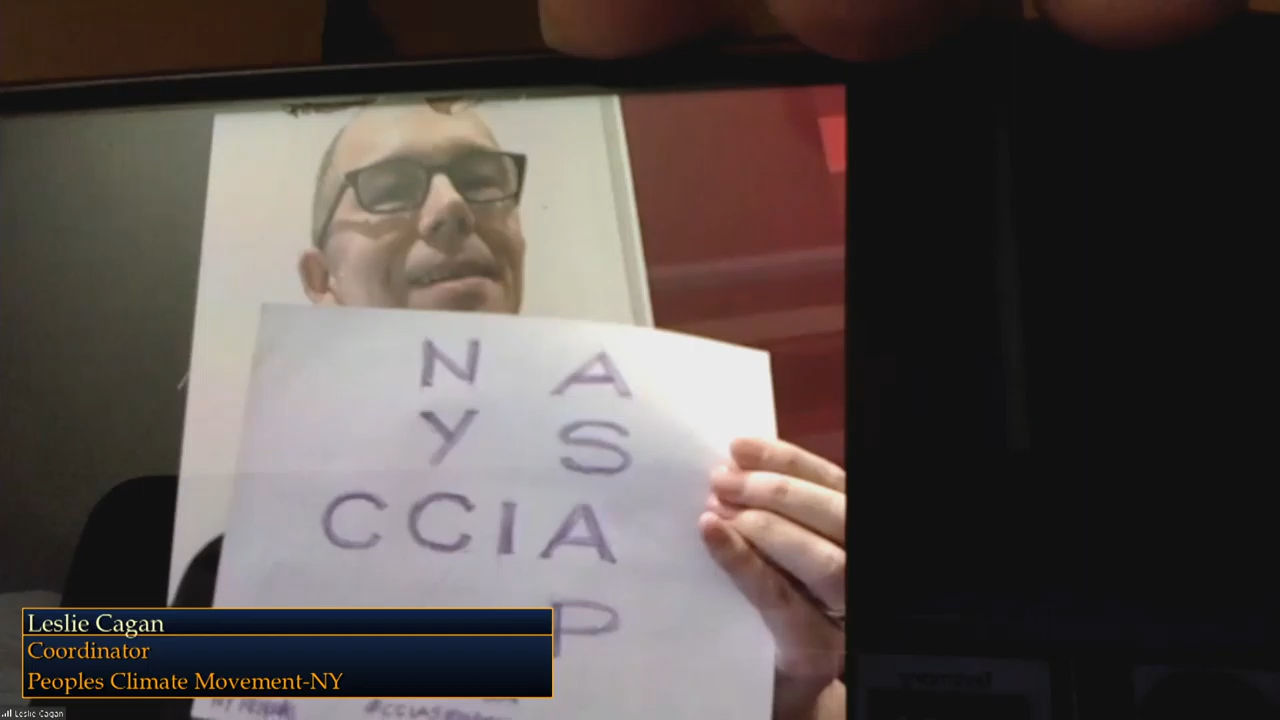 N A
Y S
CCIA
P
Leslie Cagan
Coordinator
Peoples Climate Movement-NY
Leslie Cagan